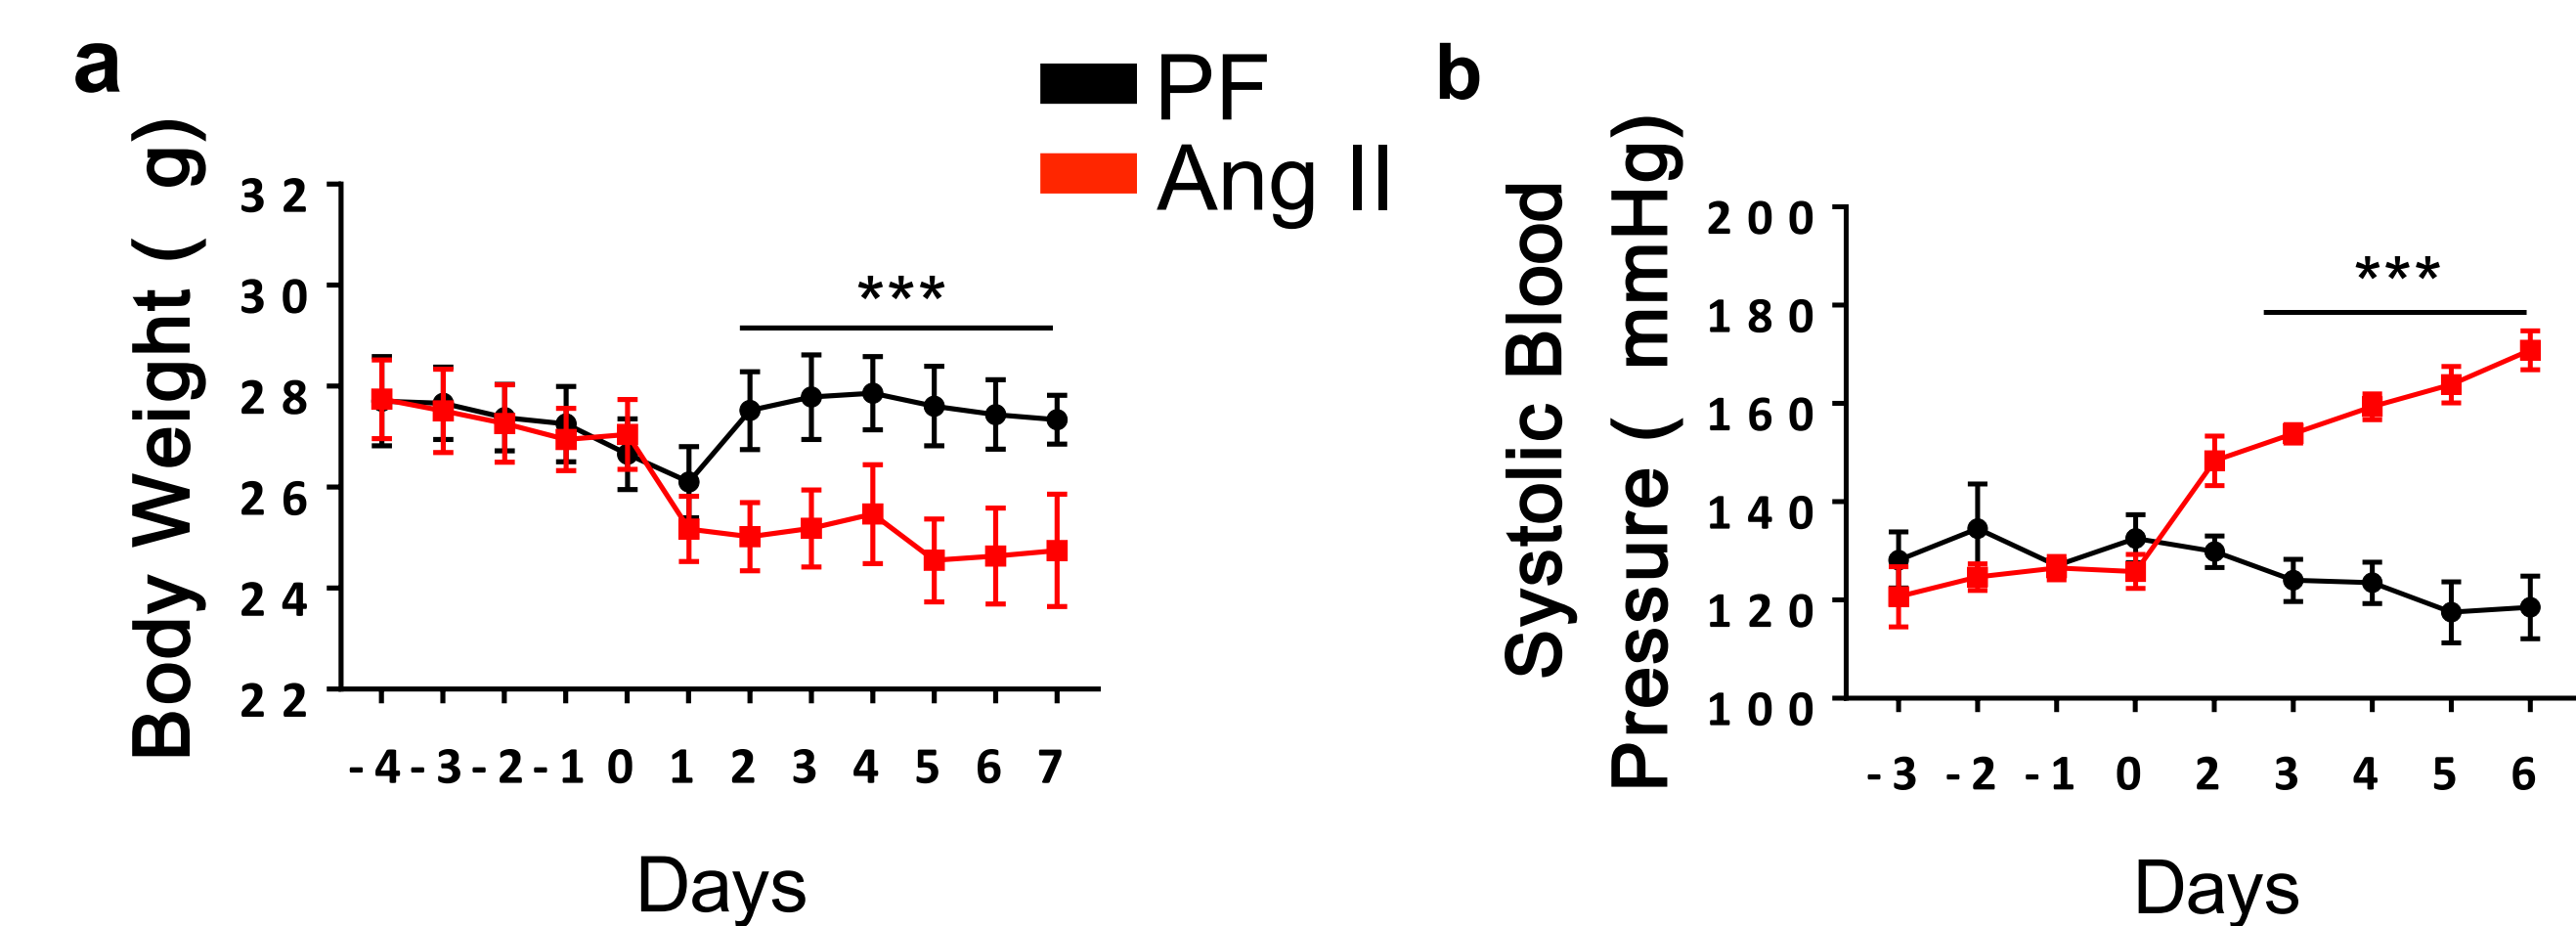 a
PF
Ang II
Body Weight ( g)
32
30
28
26
24
22
***
-4 -3 -2 -1 0 1 2 3 4 5 6 7
Days
b
Systolic Blood
Pressure ( mmHg)
200
180
160
140
120
100
***
-3 -2 -1 0 2 3 4 5 6
Days